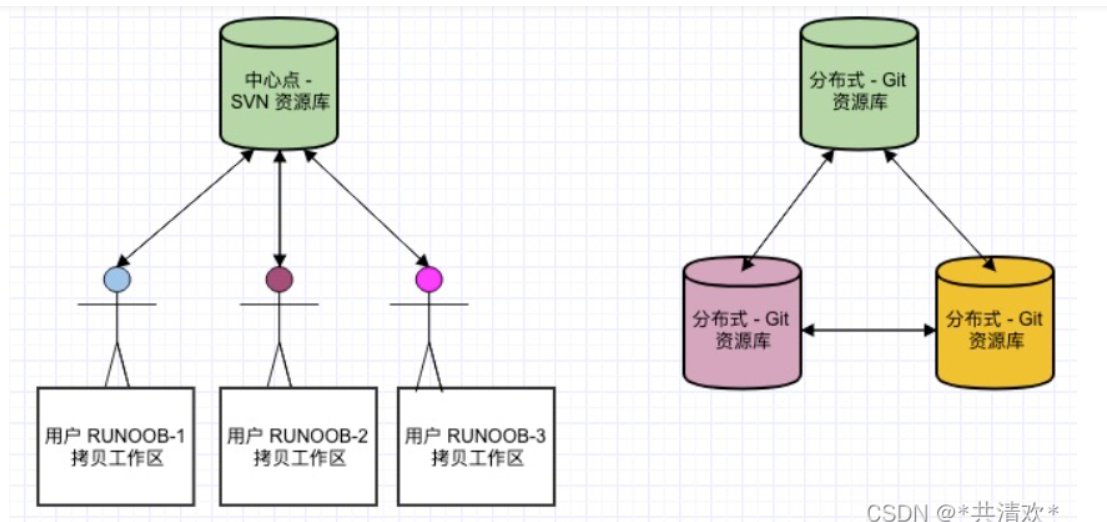 中心点 -
SVN 资源库
分布式 - Git
资源库
分布式 - Git
资源库
分布式 - Git
资源库
用户 RUNOOB-1
拷贝工作区
用户 RUNOOB-2
拷贝工作区
用户 RUNOOB-3
拷贝工作区
CSDN @*共清欢*